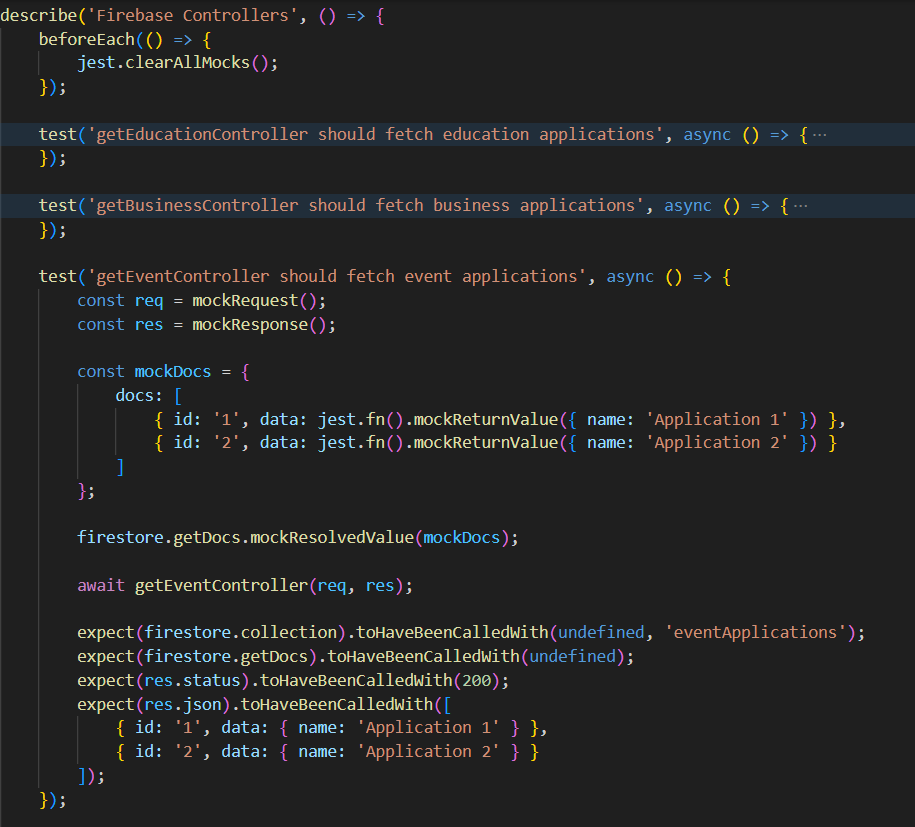 describe('Firebase Controllers', () => {
    beforeEach(() => {
        jest.clearAllMocks();
    });

    test('getEducationController should fetch education applications', async () => { ···
    });

    test('getBusinessController should fetch business applications', async () => { ···
    });

    test('getEventController should fetch event applications', async () => {
        const req = mockRequest();
        const res = mockResponse();

        const mockDocs = {
            docs: [
                { id: '1', data: jest.fn().mockReturnValue({ name: 'Application 1' }) },
                { id: '2', data: jest.fn().mockReturnValue({ name: 'Application 2' }) }
            ]
        };

        firestore.getDocs.mockResolvedValue(mockDocs);

        await getEventController(req, res);

        expect(firestore.collection).toHaveBeenCalledWith(undefined, 'eventApplications');
        expect(firestore.getDocs).toHaveBeenCalledWith(undefined);
        expect(res.status).toHaveBeenCalledWith(200);
        expect(res.json).toHaveBeenCalledWith([
            { id: '1', data: { name: 'Application 1' } },
            { id: '2', data: { name: 'Application 2' } }
        ]);
    });